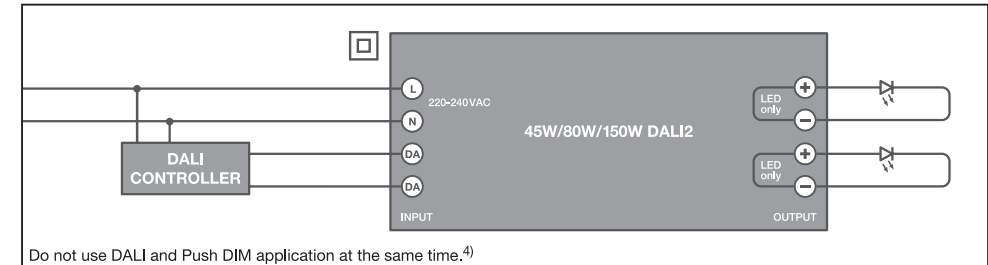 L
220-240VAC
N
45W/80W/150W DALI2
DA
DA
INPUT
DALI
CONTROLLER
LED
only
+
−
LED
only
+
−
OUTPUT
Do not use DALI and Push DIM application at the same time.4)